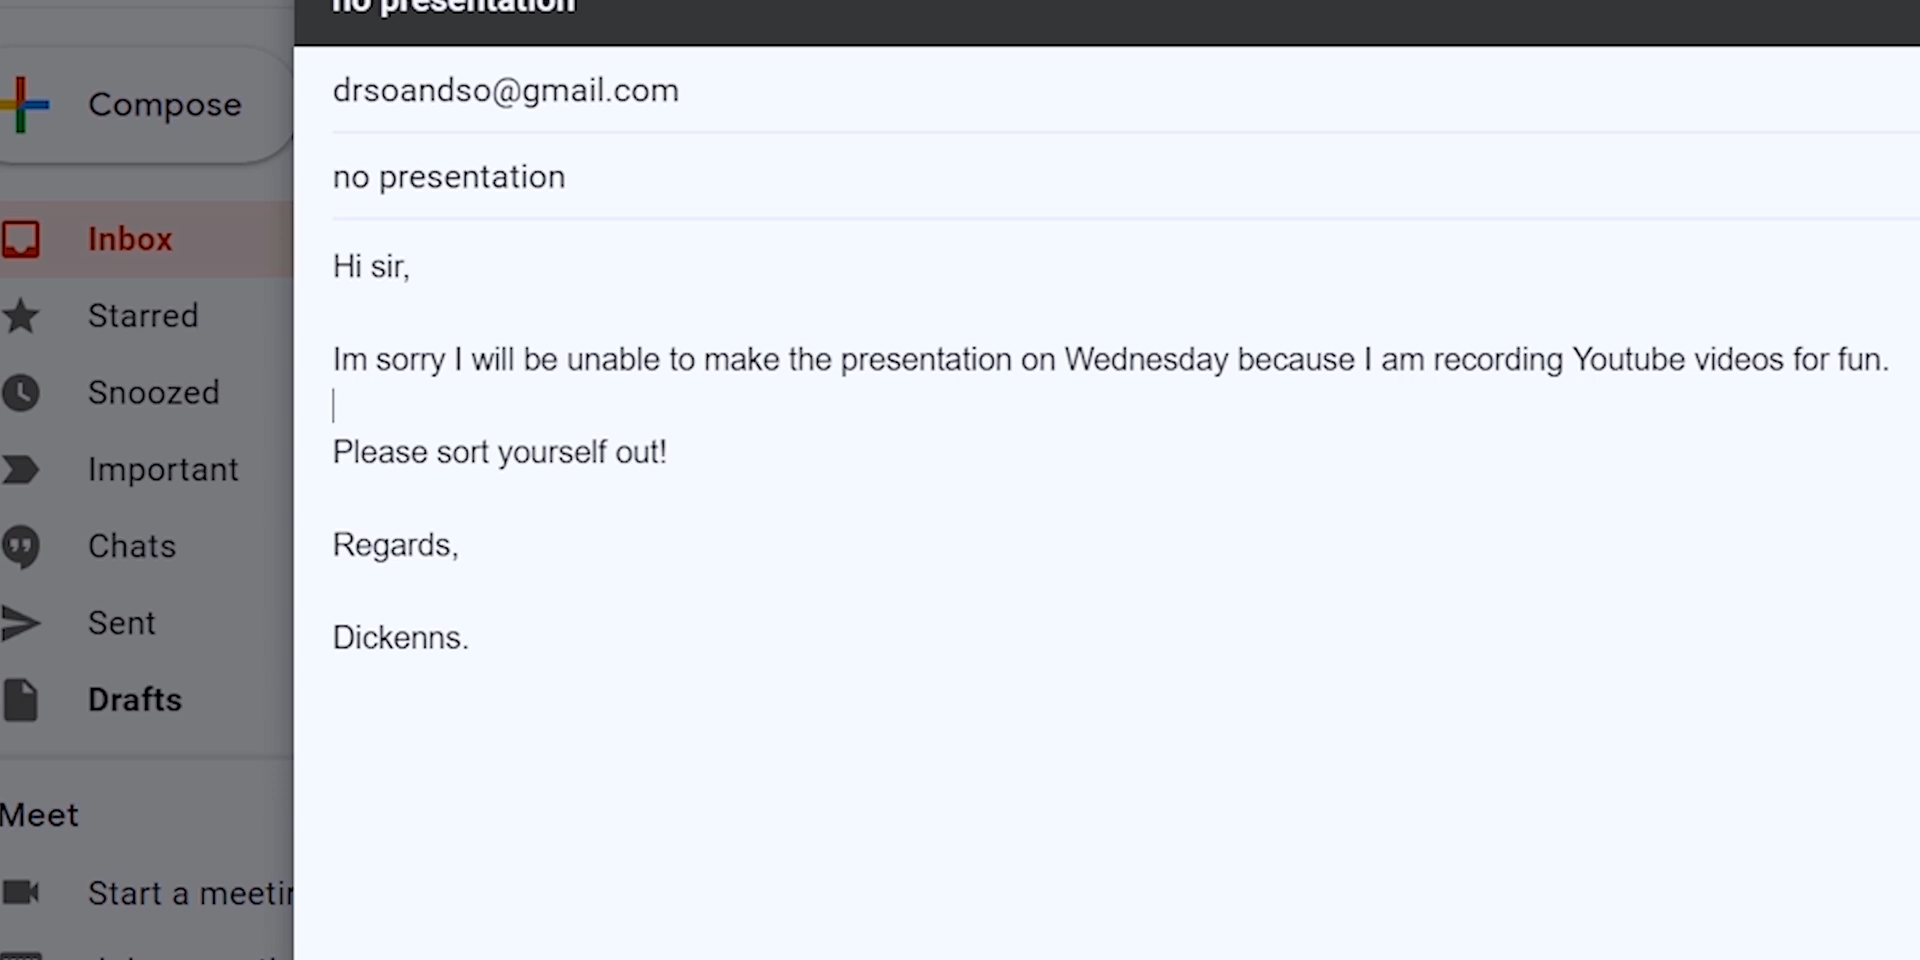 no presentation
Compose
drsoandso@gmail.com
no presentation
Inbox
Hi sir,
Starred
Im sorry I will be unable to make the presentation on Wednesday because I am recording Youtube videos for fun.
Snoozed
Please sort yourself out!
Important
Chats
Regards,
Sent
Dickenns.
Drafts
Meet
Start a meetin